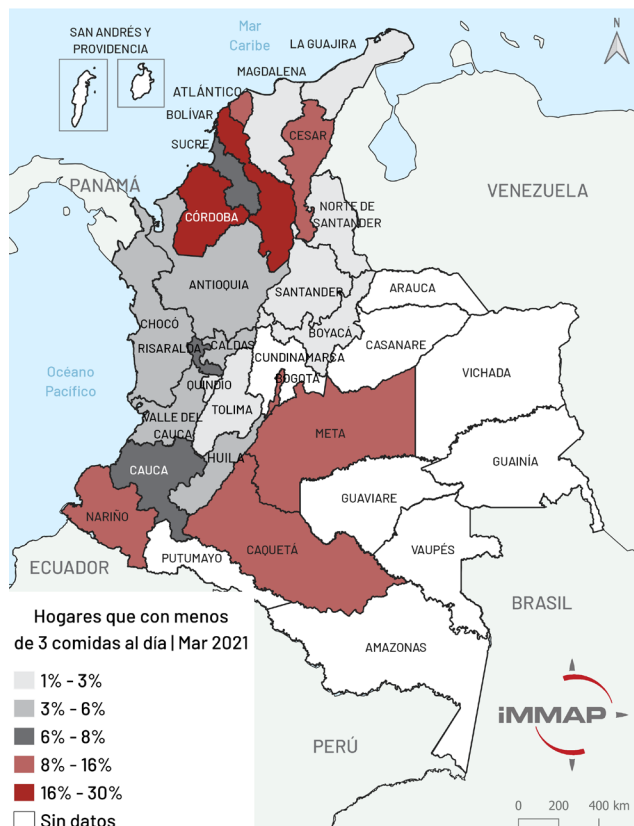 SAN ANDRÉS Y
PROVIDENCIA
Mar
Caribe
N
LA GUAJIRA
MAGDALENA
ATLÁNTICO
BOLÍVAR
CESAR
SUCRE
PANAMÁ
VENEZUELA
NORTE DE
SANTANDER
CÓRDOBA
ANTIOQUIA
SANTANDER
ARAUCA
CHOCÓ
BOYACÁ
RISARALDA
CALDAS
CASANARE
CUNDINAMARCA
Océano
Pacífico
VICHADA
QUINDÍO
BOGOTÁ
TOLIMA
VALLE DEL
CAUCA
META
HUILA
GUAINÍA
CAUCA
GUAVIARE
NARIÑO
CAQUETÁ
VAUPÉS
PUTUMAYO
ECUADOR
BRASIL
Hogares que con menos
de 3 comidas al día | Mar 2021
AMAZONAS
1% - 3%
3% - 6%
6% - 8%
8% - 16%
16% - 30%
Sin datos
iMMAP
PERÚ
0 200 400 km